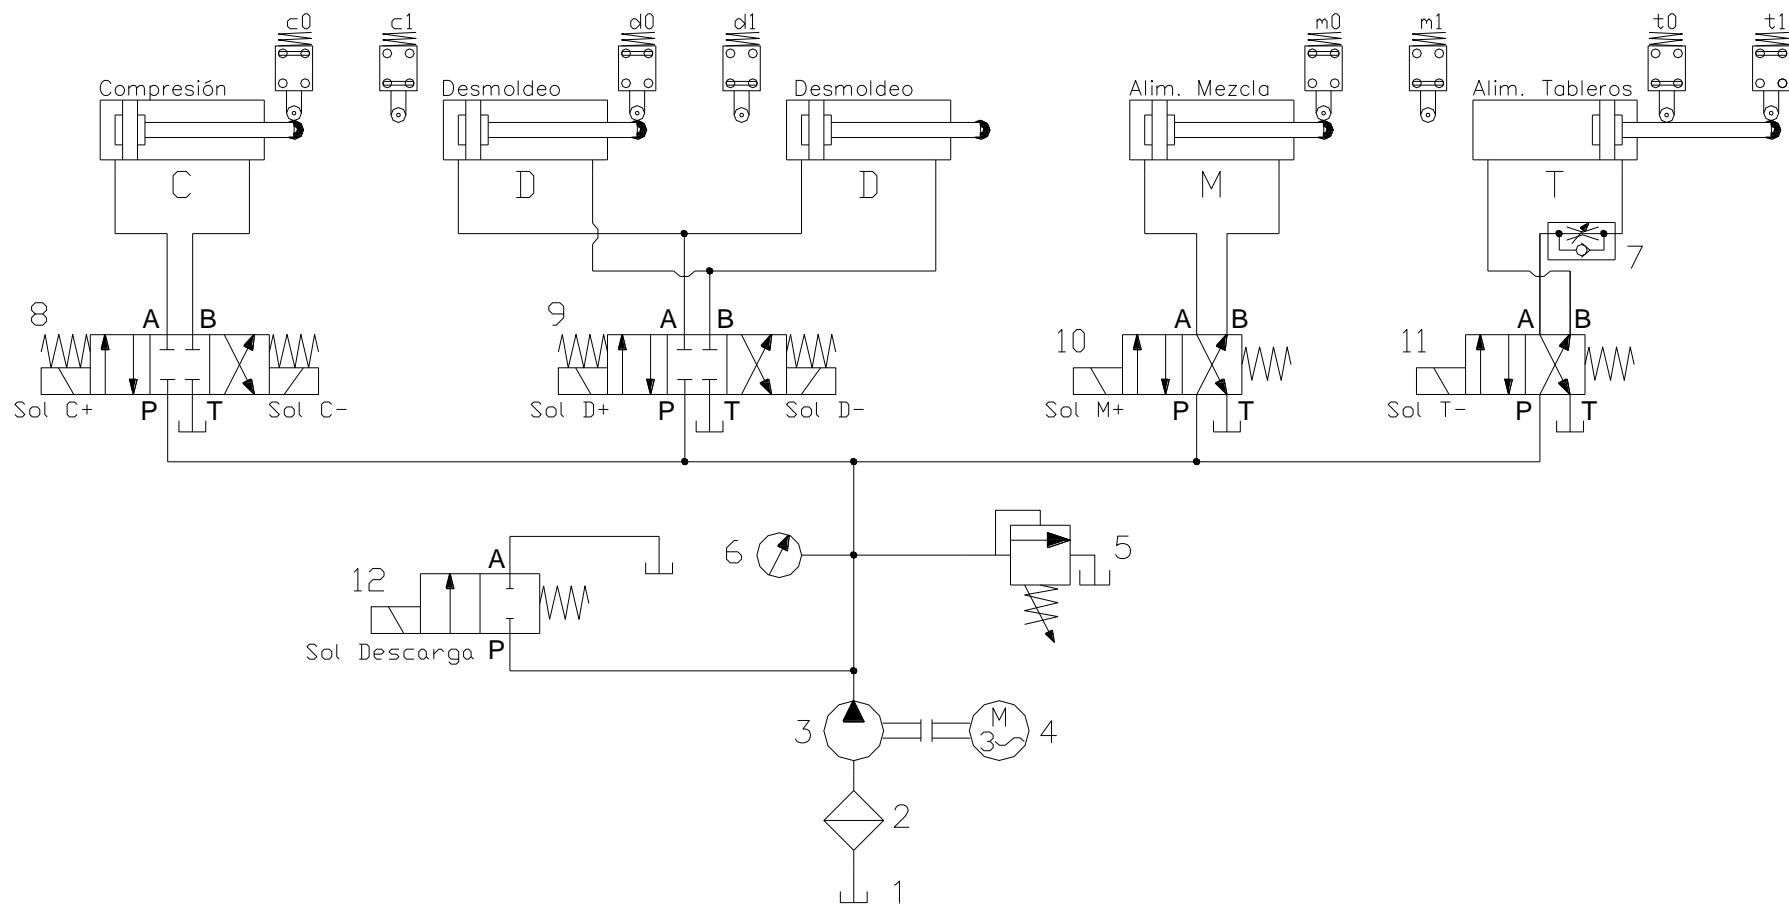 c0 c1 d0 d1 m0 m1 t0 t1
Compresión Desmoldeo Desmoldeo Alim. Mezcla Alim. Tableros
C D D M T
7
8 9 10 11
A B A B A B A B
P T P T P T P T
Sol C+ Sol C- Sol D+ Sol D- Sol M+ Sol T-
6 5
A
12
Sol Descarga P
3 M 3 4
2
1